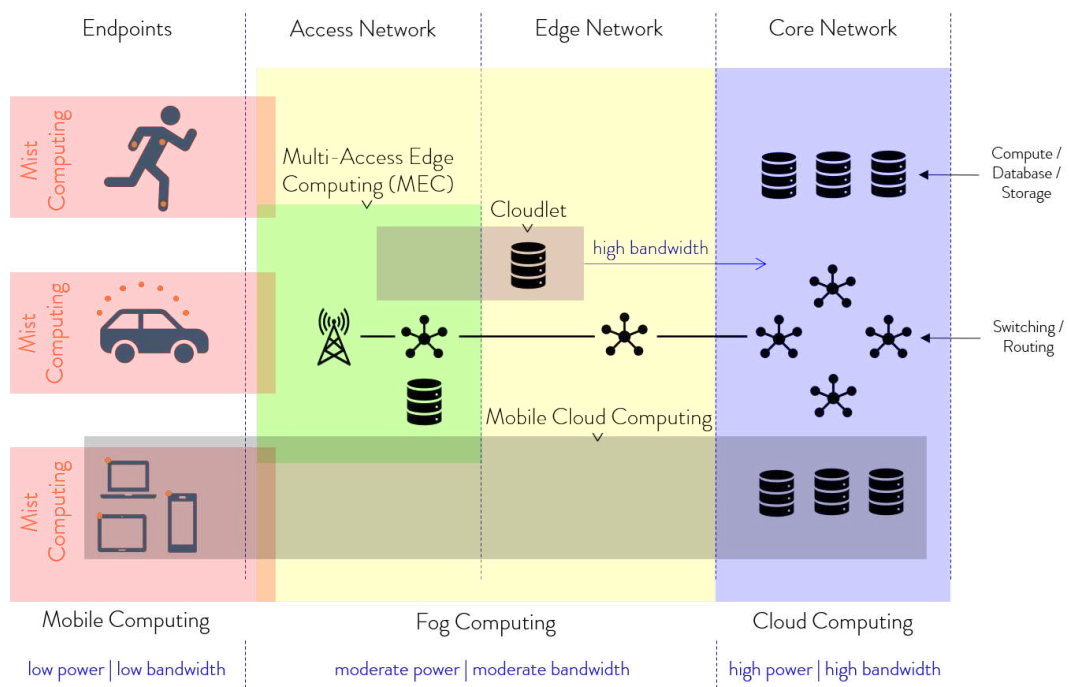 Endpoints
Access Network
Edge Network
Core Network
Mist
Computing
Multi-Access Edge
Computing (MEC)
Cloudlet
Compute /
Database /
Storage
high bandwidth
Mist
Computing
Switching /
Routing
Mobile Cloud Computing
Mist
Computing
Mobile Computing
Fog Computing
Cloud Computing
low power | low bandwidth
moderate power | moderate bandwidth
high power | high bandwidth